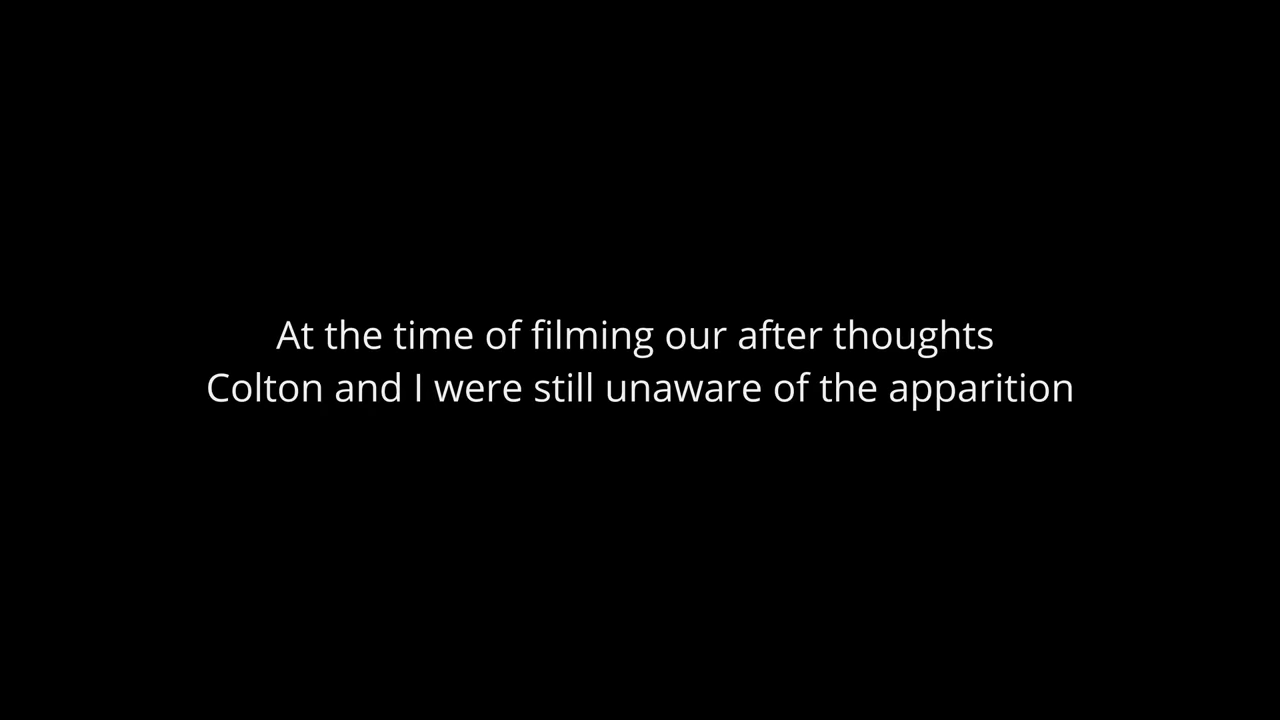 At the time of filming our after thoughts
Colton and I were still unaware of the apparition